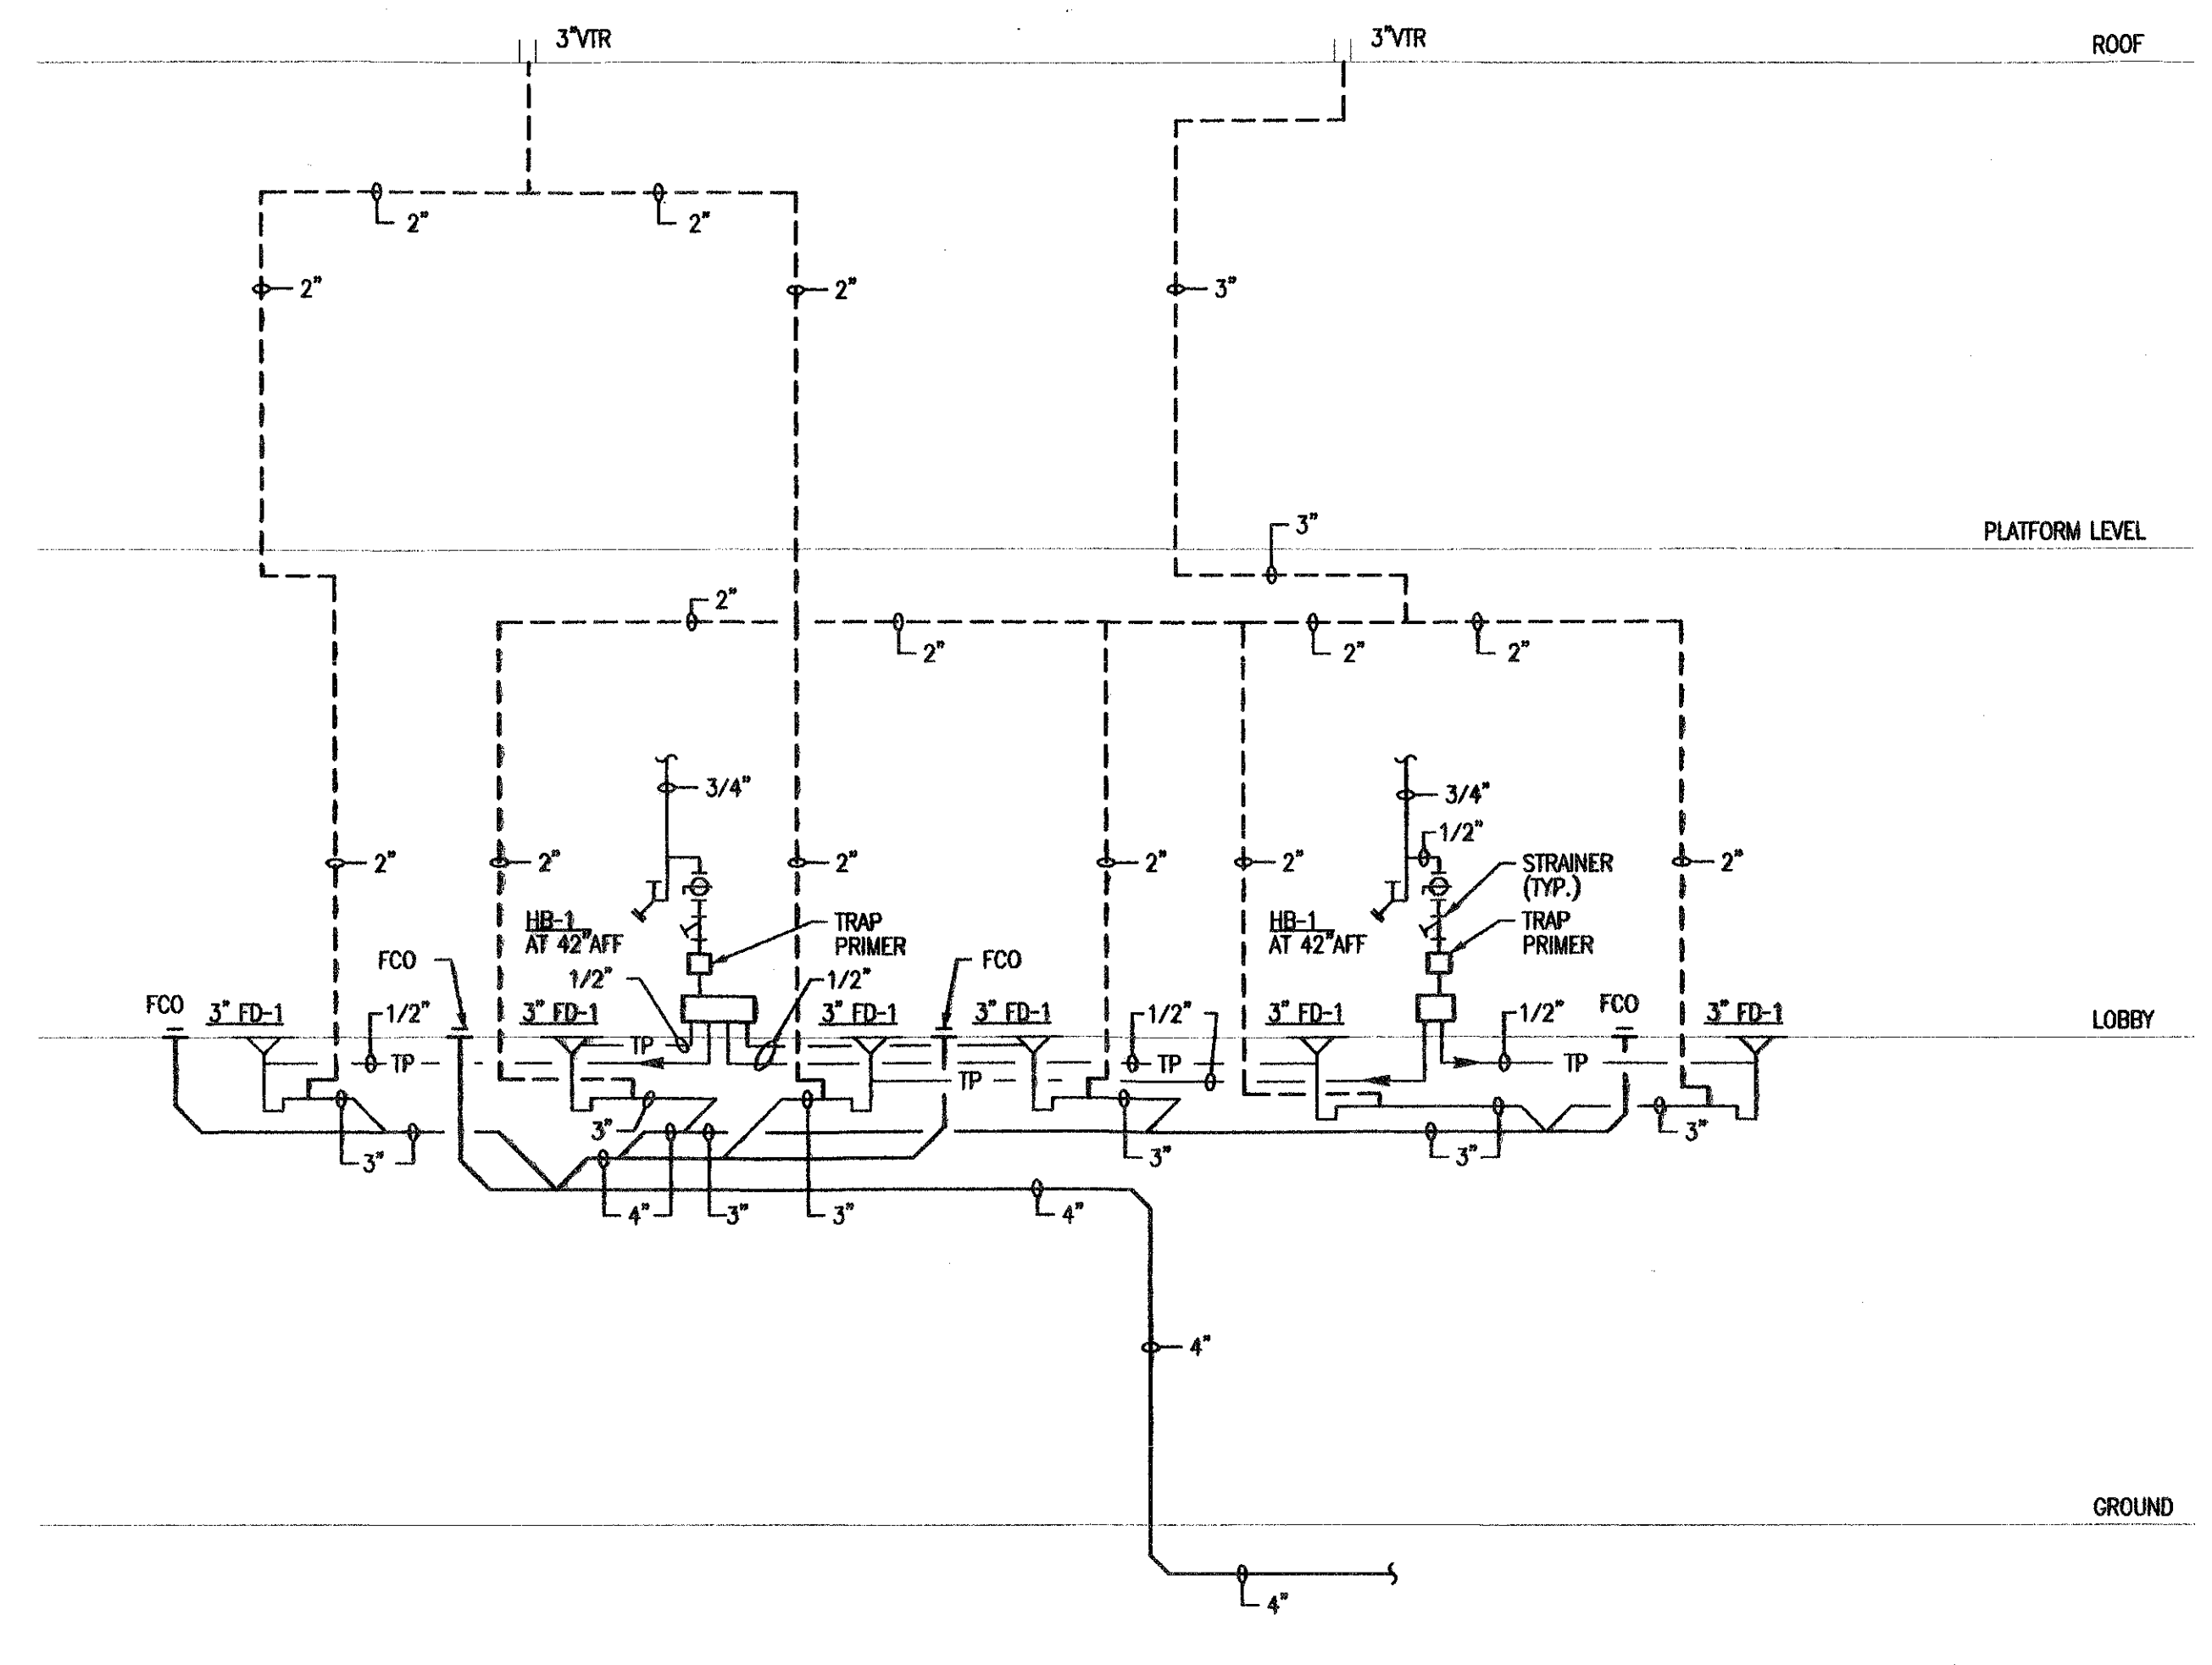 3"VTR
3"VTR
ROOF
2"
2"
2"
2"
3"
3"
PLATFORM LEVEL
2"
2"
2"
2"
3/4"
3/4"
1/2"
2"
2"
2"
2"
2"
2"
STRAINER
(TYP.)
HB-1
AT 42"AFF
TRAP
PRIMER
HB-1
AT 42"AFF
TRAP
PRIMER
FCO
FCO
1/2"
1/2"
FCO
3" FD-1
1/2"
3" FD-1
3" FD-1
3" FD-1
1/2"
3" FD-1
1/2"
FCO
3" FD-1
LOBBY
TP
TP
TP
TP
TP
3"
3"
3"
3"
3"
4"
3"
3"
4"
4"
GROUND
4"